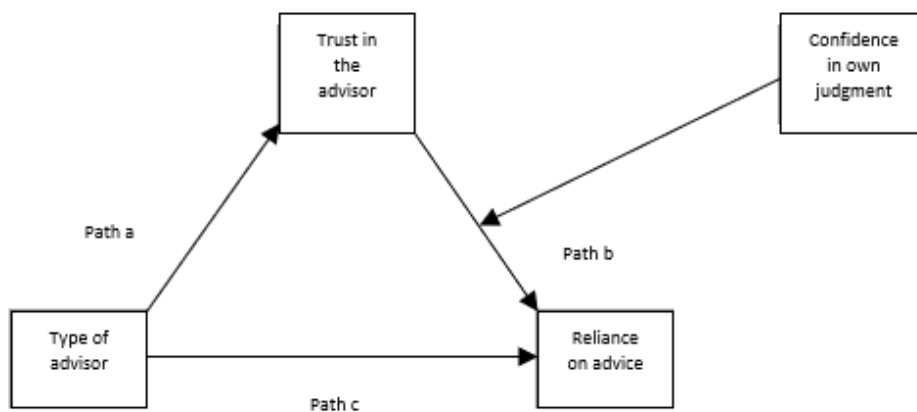 Trust in
the
advisor
Confidence
in own
judgment
Path a
Path b
Type of
advisor
Reliance
on advice
Path c